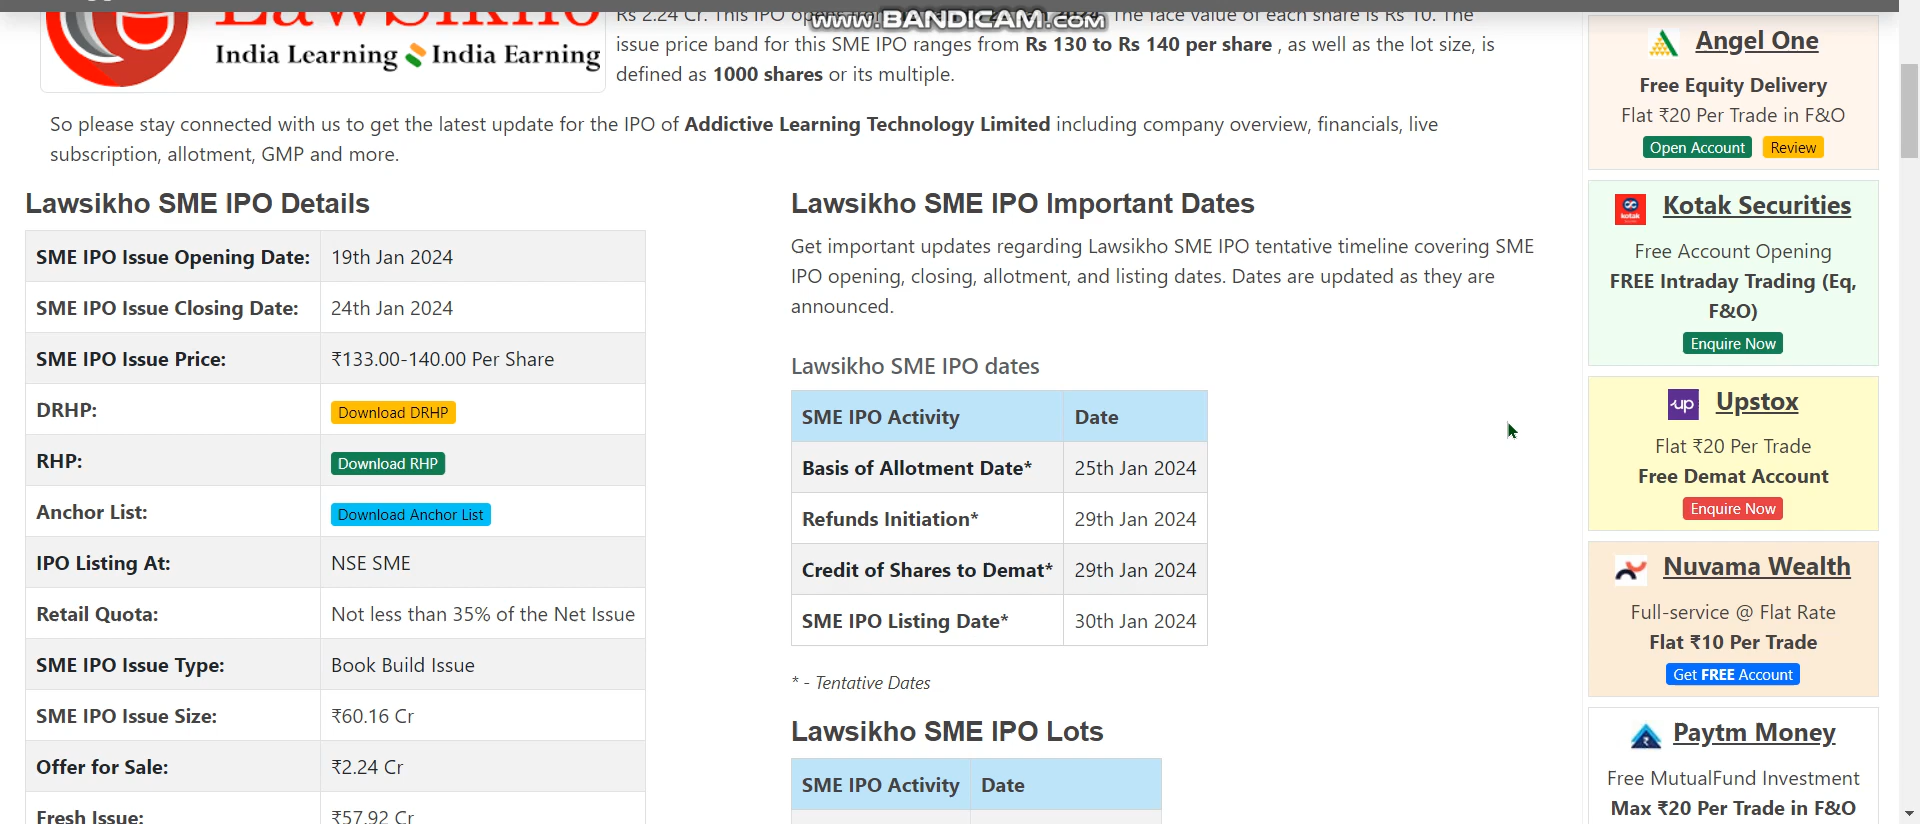 LawSikho
India Learning India Earning
Rs 2.24 Cr. This IPO
2024. The face value of each share is Rs 10. The
www.BANDICAM.com
issue price band for this SME IPO ranges from Rs 130 to Rs 140 per share , as well as the lot size, is
defined as 1000 shares or its multiple.
So please stay connected with us to get the latest update for the IPO of Addictive Learning Technology Limited including company overview, financials, live
subscription, allotment, GMP and more.
Lawsikho SME IPO Details
SME IPO Issue Opening Date: 19th Jan 2024
SME IPO Issue Closing Date: 24th Jan 2024
SME IPO Issue Price: ₹133.00-140.00 Per Share
DRHP: Download DRHP
RHP: Download RHP
Anchor List: Download Anchor List
IPO Listing At: NSE SME
Retail Quota: Not less than 35% of the Net Issue
SME IPO Issue Type: Book Build Issue
SME IPO Issue Size: ₹60.16 Cr
Offer for Sale: ₹2.24 Cr
Fresh Issue: ₹57.92 Cr
Lawsikho SME IPO Important Dates
Get important updates regarding Lawsikho SME IPO tentative timeline covering SME
IPO opening, closing, allotment, and listing dates. Dates are updated as they are
announced.
Lawsikho SME IPO dates
SME IPO Activity Date
Basis of Allotment Date* 25th Jan 2024
Refunds Initiation* 29th Jan 2024
Credit of Shares to Demat* 29th Jan 2024
SME IPO Listing Date* 30th Jan 2024
* - Tentative Dates
Lawsikho SME IPO Lots
SME IPO Activity Date
Angel One
Free Equity Delivery
Flat ₹20 Per Trade in F&O
Open Account Review
kotak
Kotak Securities
Free Account Opening
FREE Intraday Trading (Eq,
F&O)
Enquire Now
up
Upstox
Flat ₹20 Per Trade
Free Demat Account
Enquire Now
Nuvama Wealth
Full-service @ Flat Rate
Flat ₹10 Per Trade
Get FREE Account
Paytm Money
Free MutualFund Investment
Max ₹20 Per Trade in F&O